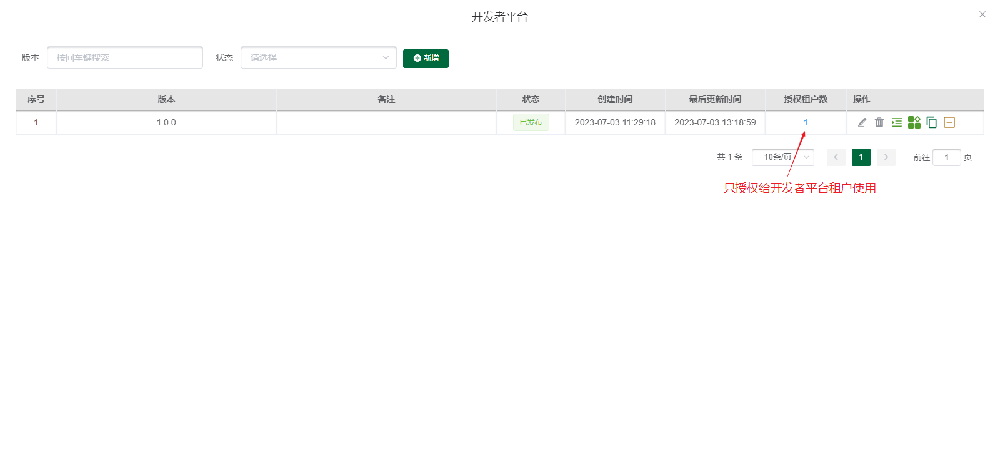 开发者平台
版本 按回车键搜索 状态 请选择 新增
序号 版本 备注 状态 创建时间 最后更新时间 授权租户数 操作
1 1.0.0 已发布 2023-07-03 11:29:18 2023-07-03 13:18:59 1
共 1 条 10条/页 1 前往 1 页
只授权给开发者平台租户使用